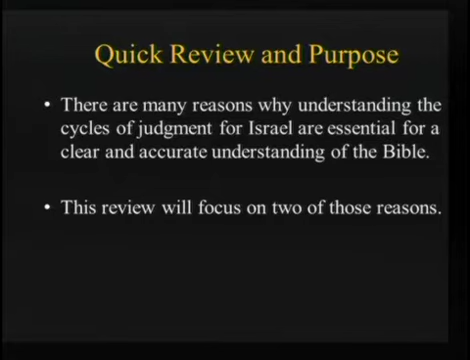 Quick Review and Purpose
• There are many reasons why understanding the
cycles of judgment for Israel are essential for a
clear and accurate understanding of the Bible.
• This review will focus on two of those reasons.